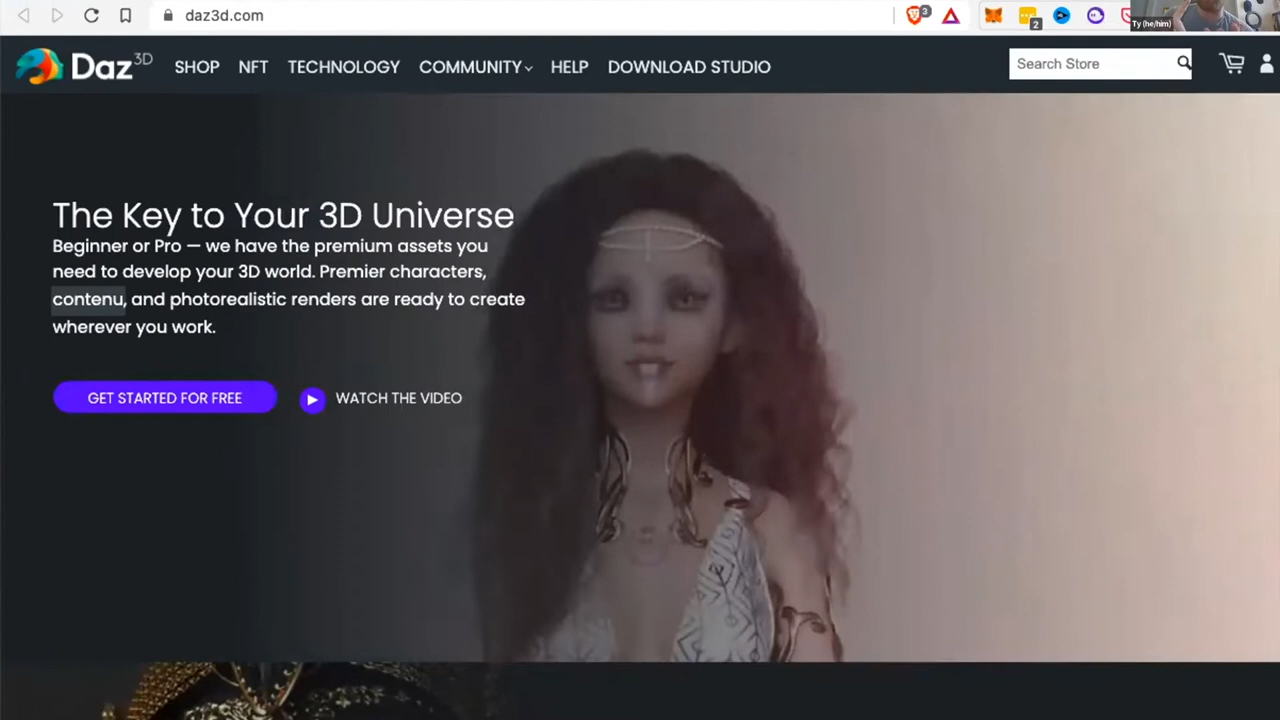 daz3d.com
3
2
Ty (he/him)
Daz 3D
SHOP
NFT
TECHNOLOGY
COMMUNITY
HELP
DOWNLOAD STUDIO
Search Store
The Key to Your 3D Universe
Beginner or Pro — we have the premium assets you
need to develop your 3D world. Premier characters,
contenu, and photorealistic renders are ready to create
wherever you work.
GET STARTED FOR FREE
WATCH THE VIDEO